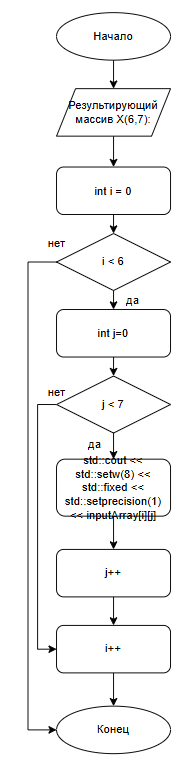 Начало
Результирующий
массив X(6,7):
int i = 0
нет
i < 6
да
int j=0
нет
j < 7
да
std::cout <<
std::setw(8) <<
std::fixed <<
std::setprecision(1)
<< inputArray[i][j]
j++
i++
Конец